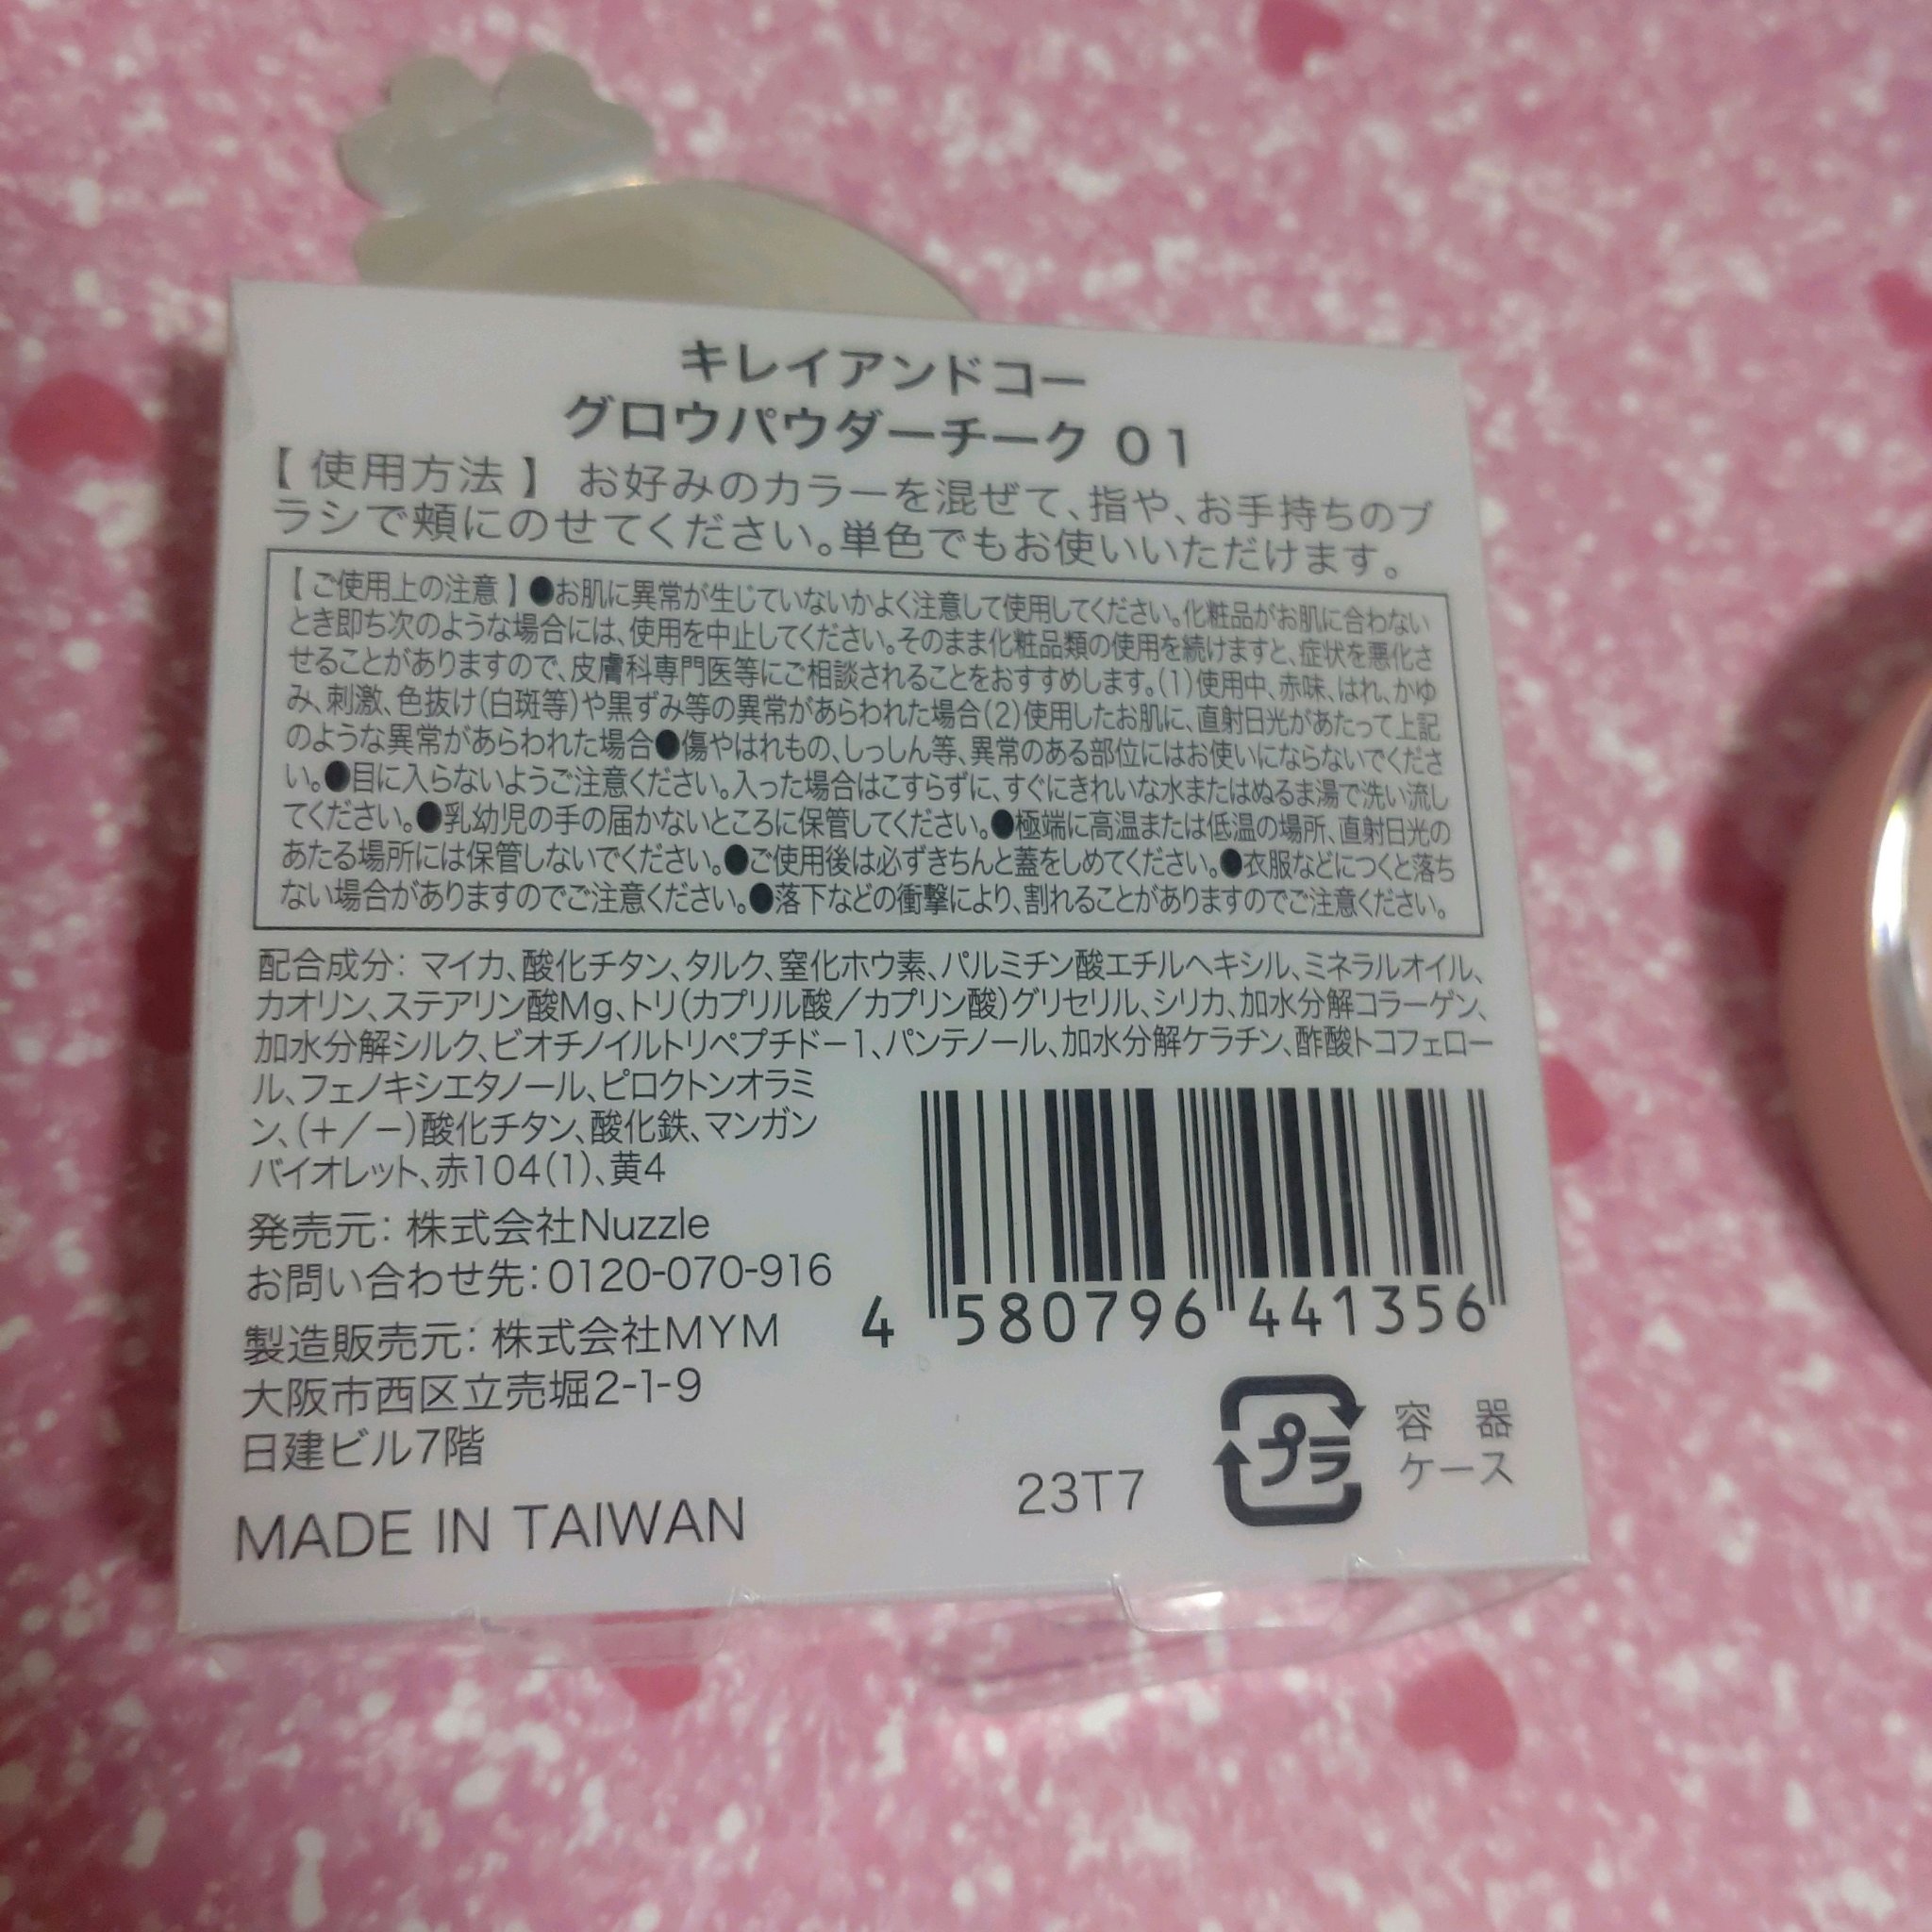 キレイアンドコー
グロウパウダーチーク 01
【 使用方法 】 お好みのカラーを混ぜて、指や、お手持ちのブ
ラシで頬にのせてください。単色でもお使いいただけます。
【 ご使用上の注意 】●お肌に異常が生じていないかよく注意して使用してください。化粧品がお肌に合わない
とき即ち次のような場合には、使用を中止してください。そのまま化粧品類の使用を続けますと、症状を悪化さ
せることがありますので、皮膚科専門医等にご相談されることをおすすめします。(1)使用中、赤味、はれ、かゆ
み、刺激、色抜け(白斑等)や黒ずみ等の異常があらわれた場合(2)使用したお肌に、直射日光があたって上記
のような異常があらわれた場合●傷やはれもの、しっしん等、異常のある部位にはお使いにならないでくださ
い。●目に入らないようご注意ください。入った場合はこすらずに、すぐにきれいな水またはぬるま湯で洗い流し
てください。●乳幼児の手の届かないところに保管してください。●極端に高温または低温の場所、直射日光の
あたる場所には保管しないでください。●ご使用後は必ずきちんと蓋をしめてください。●衣服などにつくと落ち
ない場合がありますのでご注意ください。●落下などの衝撃により、割れることがありますのでご注意ください。
配合成分: マイカ、酸化チタン、タルク、窒化ホウ素、パルミチン酸エチルヘキシル、ミネラルオイル、
カオリン、ステアリン酸Mg、トリ(カプリル酸/カプリン酸)グリセリル、シリカ、加水分解コラーゲン、
加水分解シルク、ビオチノイルトリペプチド-1、パンテノール、加水分解ケラチン、酢酸トコフェロー
ル、フェノキシエタノール、ピロクトンオラミ
ン、(+/-)酸化チタン、酸化鉄、マンガン
バイオレット、赤104(1)、黄4
発売元: 株式会社Nuzzle
お問い合わせ先:0120-070-916
製造販売元: 株式会社MYM
大阪市西区立売堀2-1-9
日建ビル7階
MADE IN TAIWAN
4 580796 441356
23T7
プラ
容 器
ケース